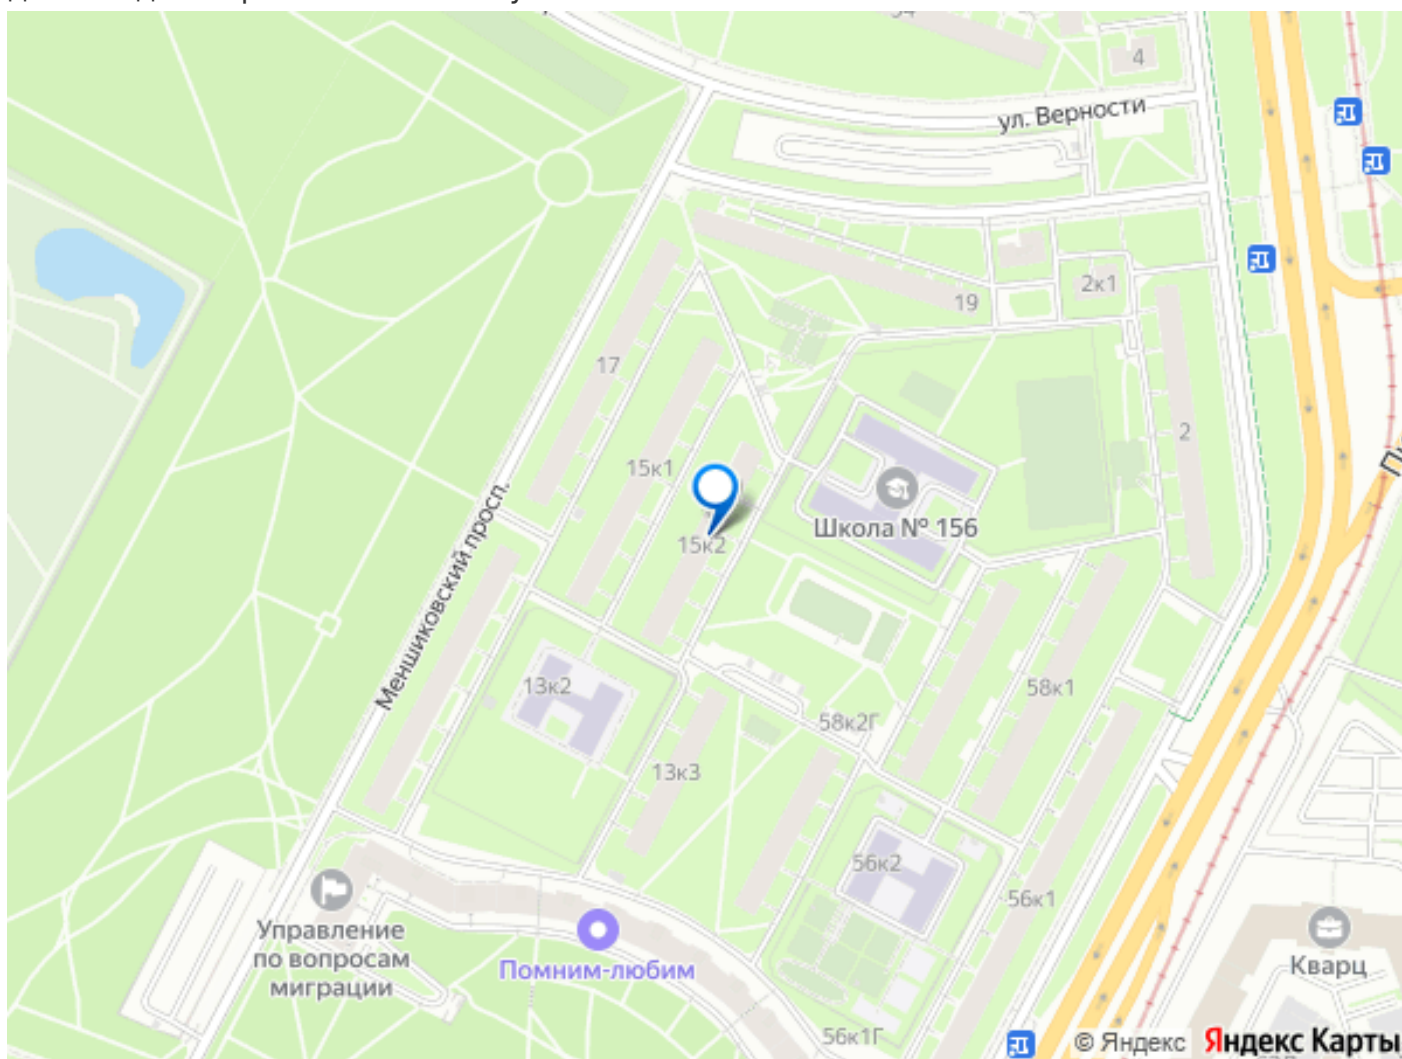 4
ул. Верности
2к1
19
17
2
15к1
Школа № 156
15к2
Меншиковский просп.
13к2
58к1
58к2Г
13к3
56к2
56к1
Управление
по вопросам
миграции
Помним-любим
Кварц
56к1Г
© Яндекс Яндекс Карты